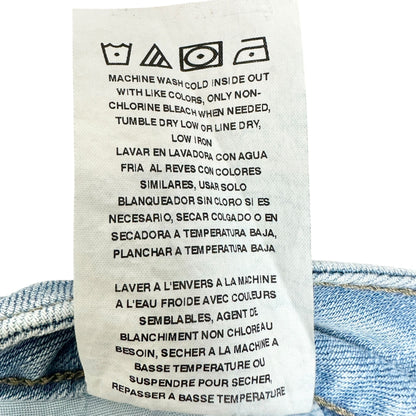 MACHINE WASH COLD INSIDE OUT
WITH LIKE COLORS, ONLY NON-
CHLORINE BLEACH WHEN NEEDED,
TUMBLE DRY LOW OR LINE DRY,
LOW IRON
LAVAR EN LAVADORA CON AGUA
FRIA AL REVES CON COLORES
SIMILARES, USAR SOLO
BLANQUEADOR SIN CLORO SI ES
NECESARIO, SECAR COLGADO O EN
SECADORA A TEMPERATURA BAJA,
PLANCHAR A TEMPERATURA BAJA
LAVER A L'ENVERS A LA MACHINE
A L'EAU FROIDE AVEC COULEURS
SEMBLABLES, AGENT DE
BLANCHIMENT NON CHLOREAU
BESOIN, SECHER A LA MACHINE A
BASSE TEMPERATURE OU
SUSPENDRE POUR SECHER,
REPASSER A BASSE TEMPERATURE